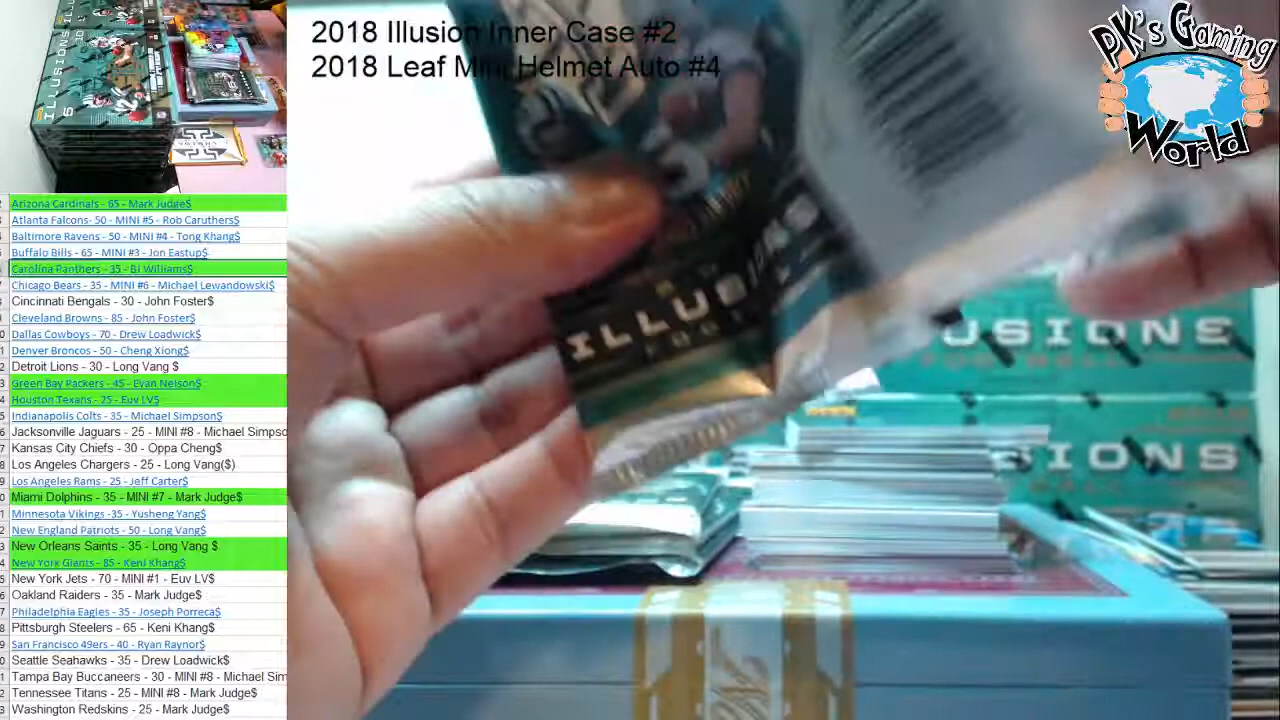 2018 Illusion Inner Case #2
2018 Leaf Mini Helmet Auto #4
PK's Gaming
World
ILLUSIONS
Arizona Cardinals - 65 - Mark Judge$
Atlanta Falcons- 50 - MINI #5 - Rob Caruthers$
Baltimore Ravens - 50 - MINI #4 - Tong Khang$
Buffalo Bills - 65 - MINI #3 - Jon Eastup$
Carolina Panthers - 35 - Bi Williams$
Chicago Bears - 35 - MINI #6 - Michael Lewandowski$
Cincinnati Bengals - 30 - John Foster$
Cleveland Browns - 85 - John Foster$
Dallas Cowboys - 70 - Drew Loadwick$
Denver Broncos - 50 - Cheng Xiong$
Detroit Lions - 30 - Long Vang $
Green Bay Packers - 45 - Evan Nelson$
Houston Texans - 25 - Euv LV$
Indianapolis Colts - 35 - Michael Simpson$
Jacksonville Jaguars - 25 - MINI #8 - Michael Simpso
Kansas City Chiefs - 30 - Oppa Cheng$
Los Angeles Chargers - 25 - Long Vang($)
Los Angeles Rams - 25 - Jeff Carter$
Miami Dolphins - 35 - MINI #7 - Mark Judge$
Minnesota Vikings -35 - Yusheng Yang$
New England Patriots - 50 - Long Vang$
New Orleans Saints - 35 - Long Vang $
New York Giants - 85 - Keni Khang$
New York Jets - 70 - MINI #1 - Euv LV$
Oakland Raiders - 35 - Mark Judge$
Philadelphia Eagles - 35 - Joseph Porreca$
Pittsburgh Steelers - 65 - Keni Khang$
San Francisco 49ers - 40 - Ryan Raynor$
Seattle Seahawks - 35 - Drew Loadwick$
Tampa Bay Buccaneers - 30 - MINI #8 - Michael Sim
Tennessee Titans - 25 - MINI #8 - Mark Judge$
Washington Redskins - 25 - Mark Judge$
ILLUSIONS
USIONS
SIONS